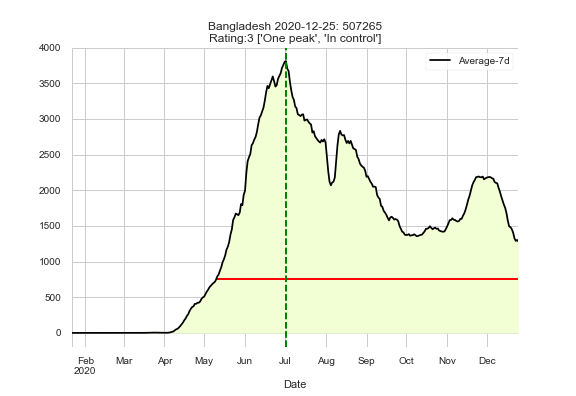 Bangladesh 2020-12-25: 507265
Rating:3 ['One peak', 'In control']
Average-7d
4000
3500
3000
2500
2000
1500
1000
500
0
Feb Mar Apr May Jun Jul Aug Sep Oct Nov Dec
2020
Date